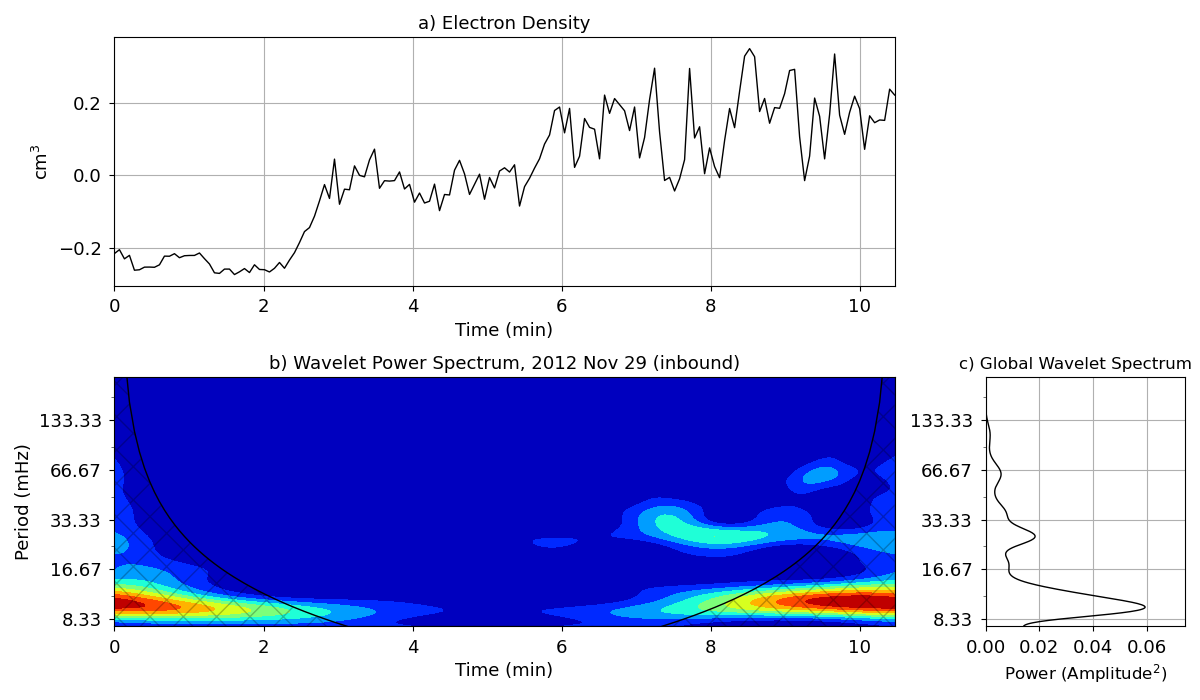 a) Electron Density
0.2
0.0
−0.2
cm³
0 2 4 6 8 10
Time (min)
b) Wavelet Power Spectrum, 2012 Nov 29 (inbound)
133.33
66.67
33.33
16.67
8.33
Period (mHz)
0 2 4 6 8 10
Time (min)
c) Global Wavelet Spectrum
133.33
66.67
33.33
16.67
8.33
0.00 0.02 0.04 0.06
Power (Amplitude²)